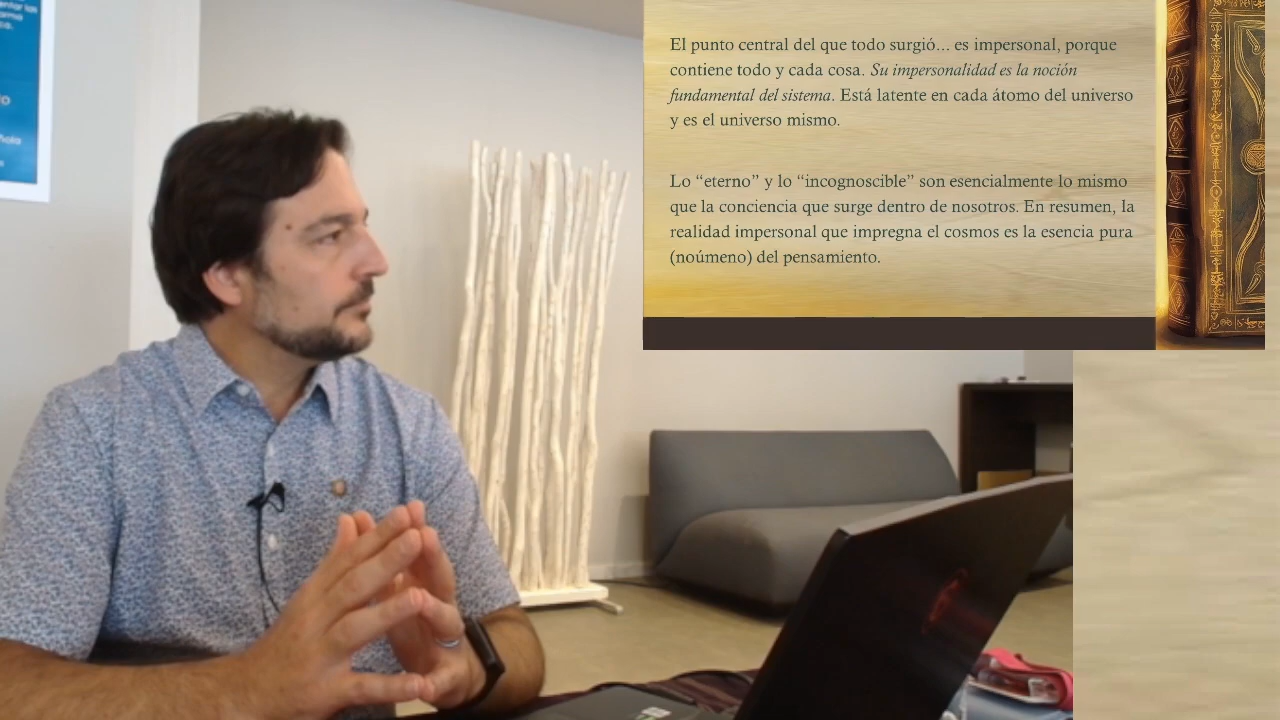 El punto central del que todo surgió... es impersonal, porque
contiene todo y cada cosa. Su impersonalidad es la noción
fundamental del sistema. Está latente en cada átomo del universo
y es el universo mismo.
Lo “eterno” y lo “incognoscible” son esencialmente lo mismo
que la conciencia que surge dentro de nosotros. En resumen, la
realidad impersonal que impregna el cosmos es la esencia pura
(noúmeno) del pensamiento.